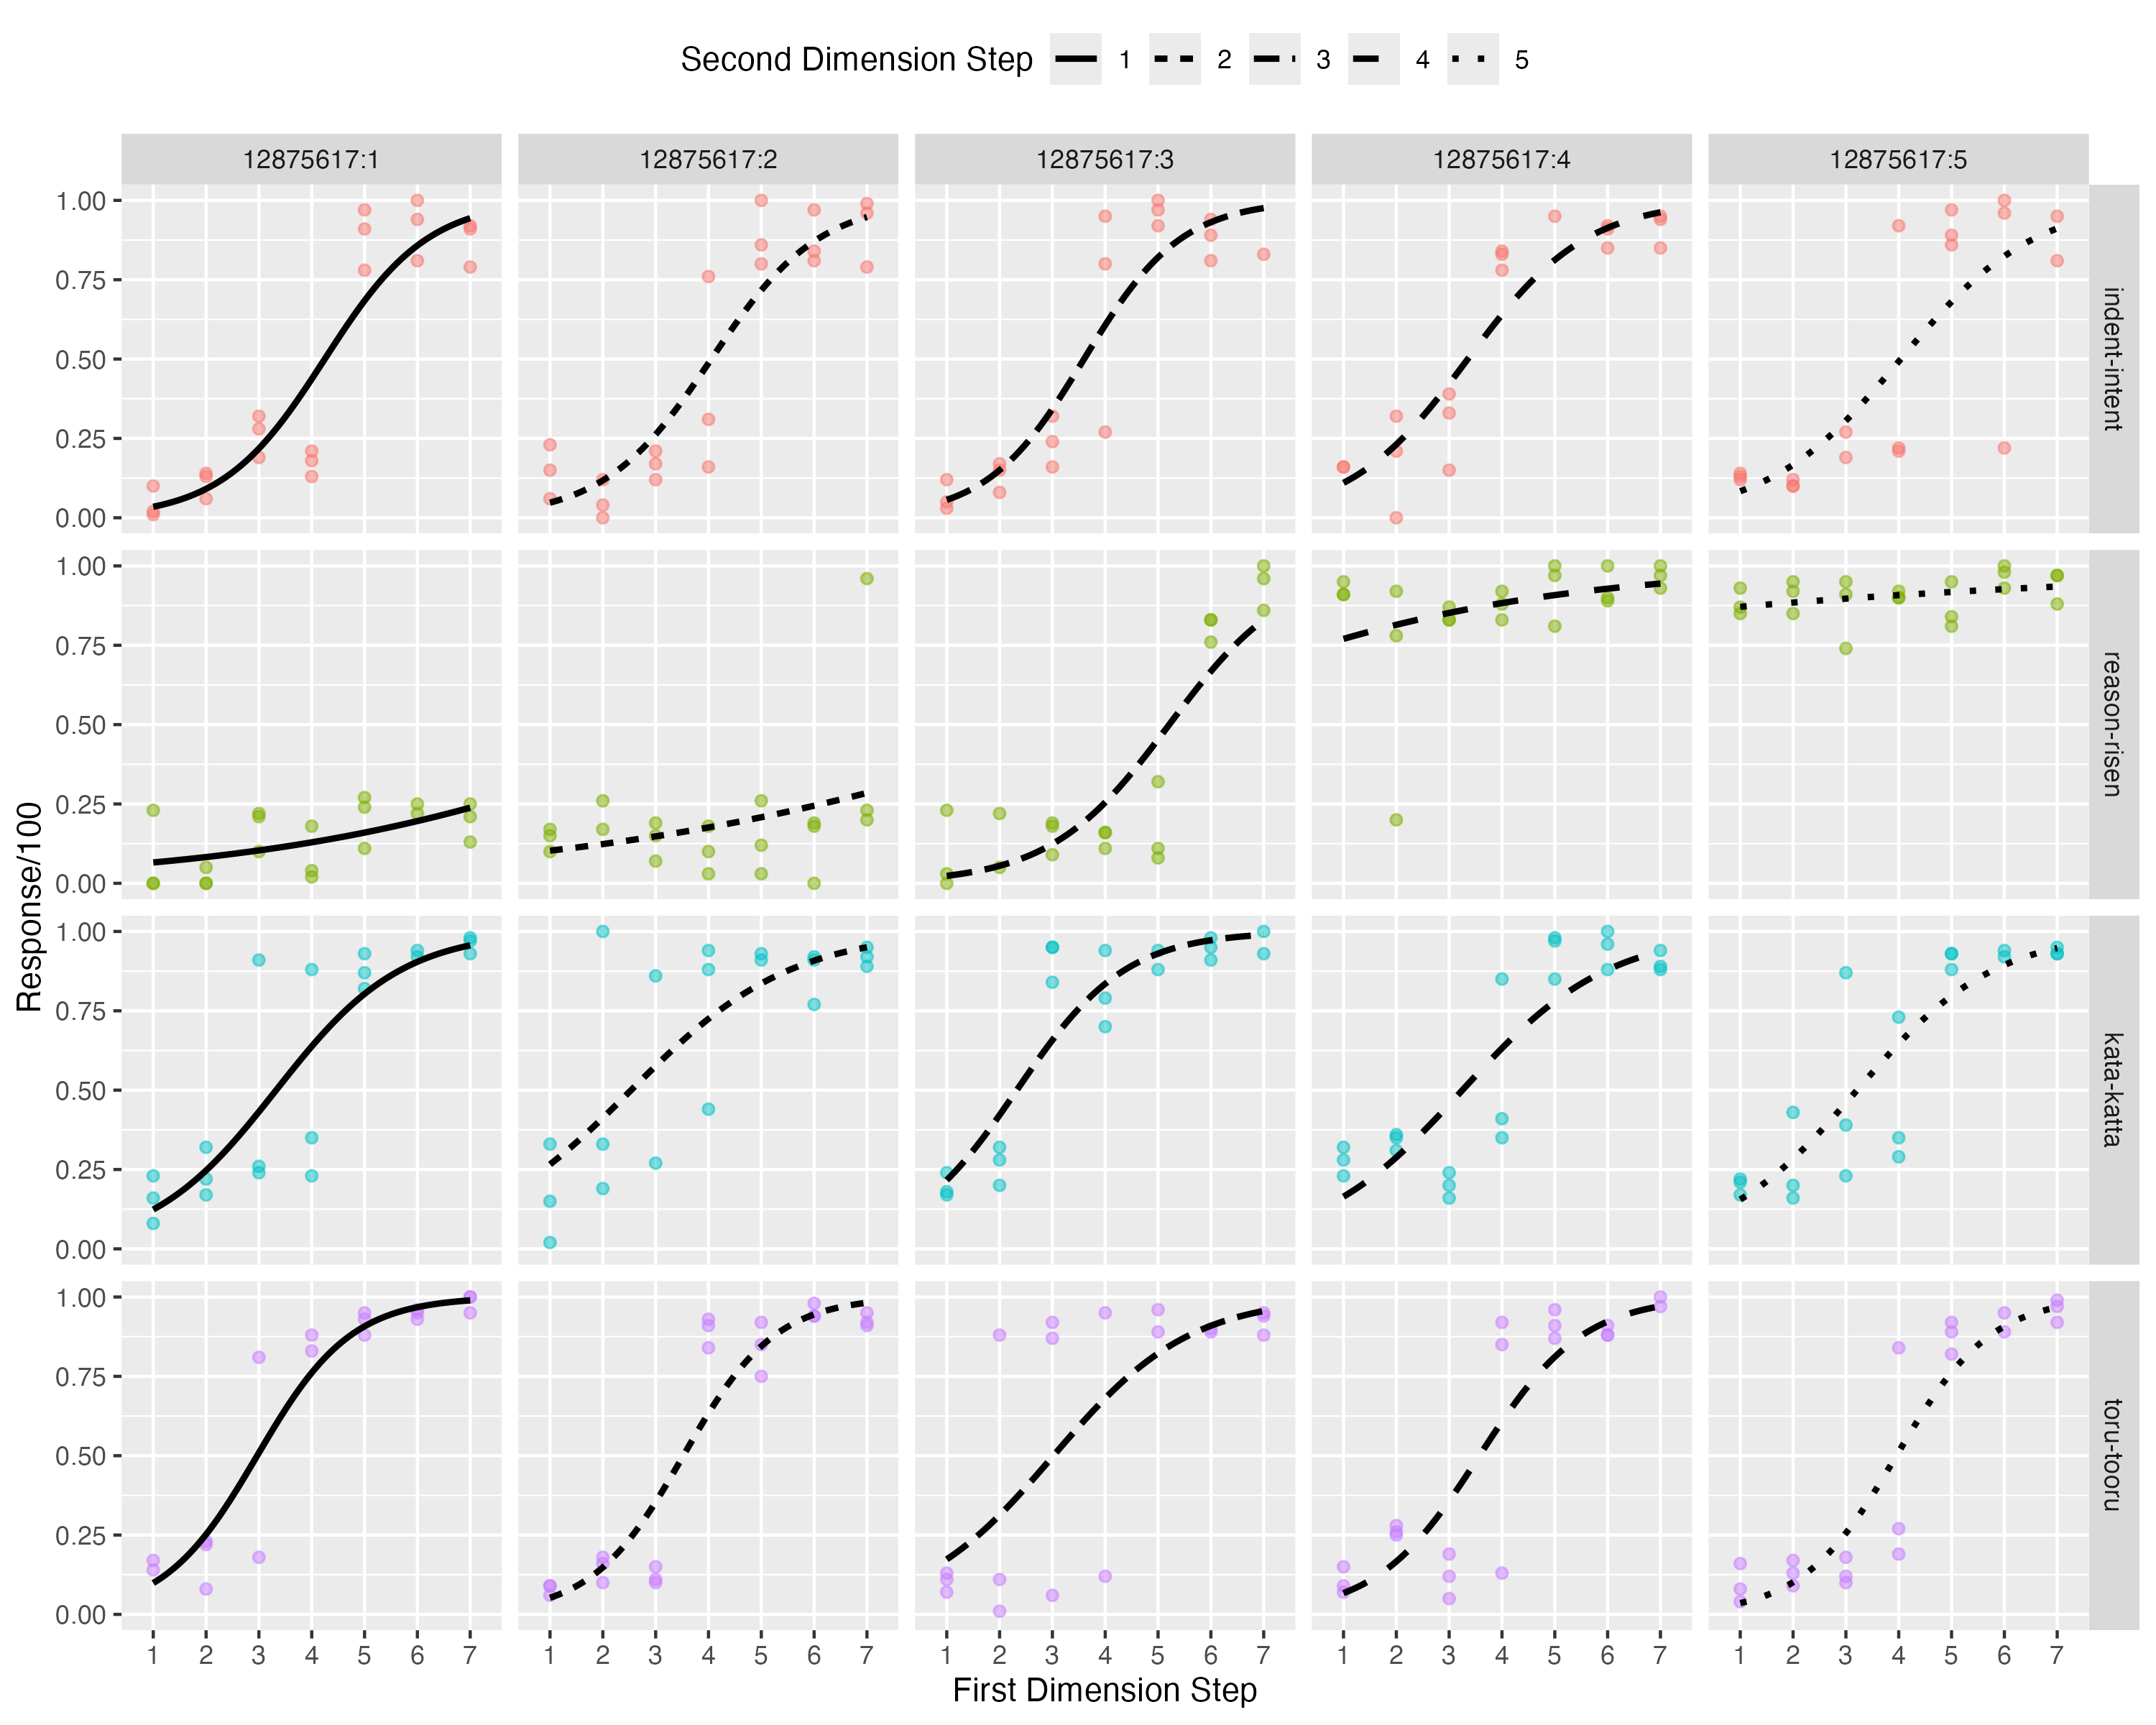 Second Dimension Step 1 2 3 4 5
12875617:1 12875617:2 12875617:3 12875617:4 12875617:5
1.00
0.75
0.50
0.25
0.00
indent-intent
1.00
0.75
0.50
0.25
0.00
reason-risen
1.00
0.75
0.50
0.25
0.00
kata-katta
1.00
0.75
0.50
0.25
0.00
toru-tooru
Response/100
1 2 3 4 5 6 7 1 2 3 4 5 6 7 1 2 3 4 5 6 7 1 2 3 4 5 6 7 1 2 3 4 5 6 7
First Dimension Step